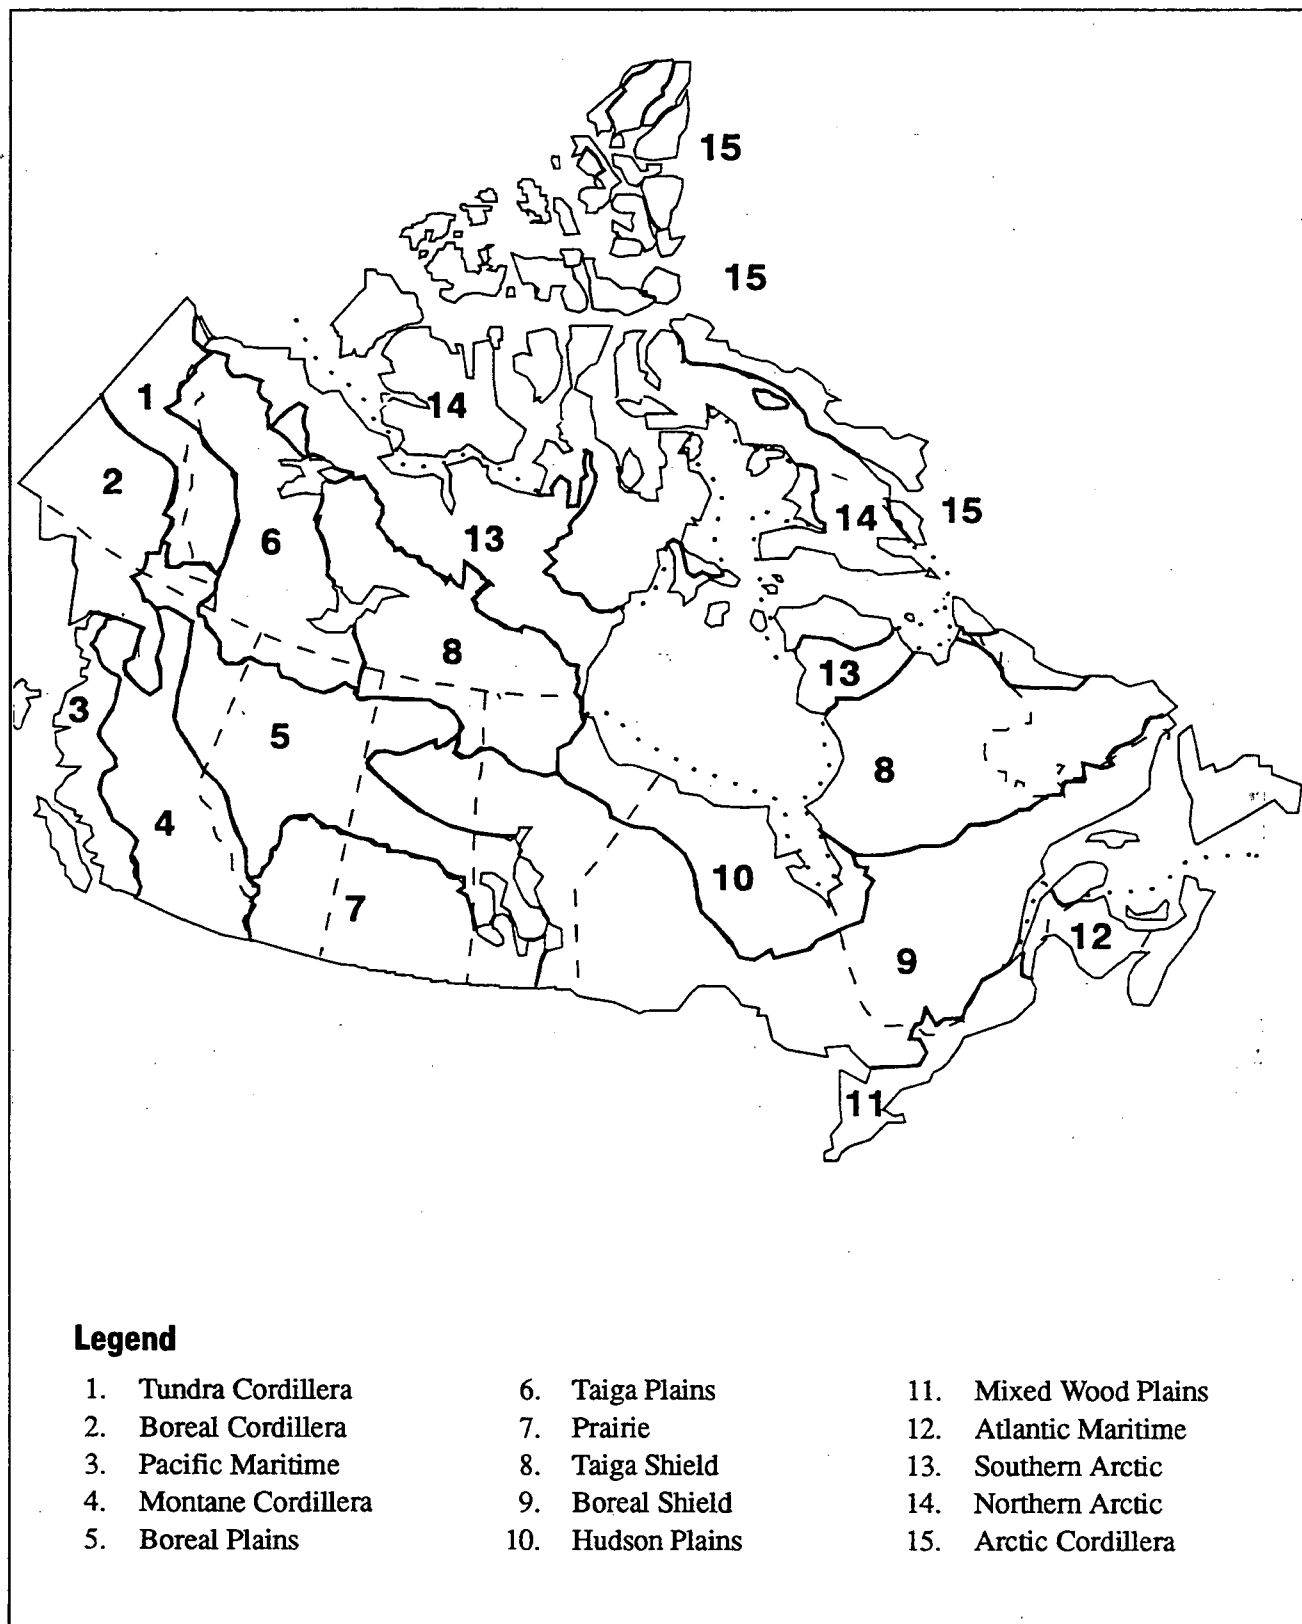 15
15
1
14
2
14
15
6
13
8
13
3
5
8
4
10
7
12
9
11
Legend
1. Tundra Cordillera
2. Boreal Cordillera
3. Pacific Maritime
4. Montane Cordillera
5. Boreal Plains
6. Taiga Plains
7. Prairie
8. Taiga Shield
9. Boreal Shield
10. Hudson Plains
11. Mixed Wood Plains
12. Atlantic Maritime
13. Southern Arctic
14. Northern Arctic
15. Arctic Cordillera